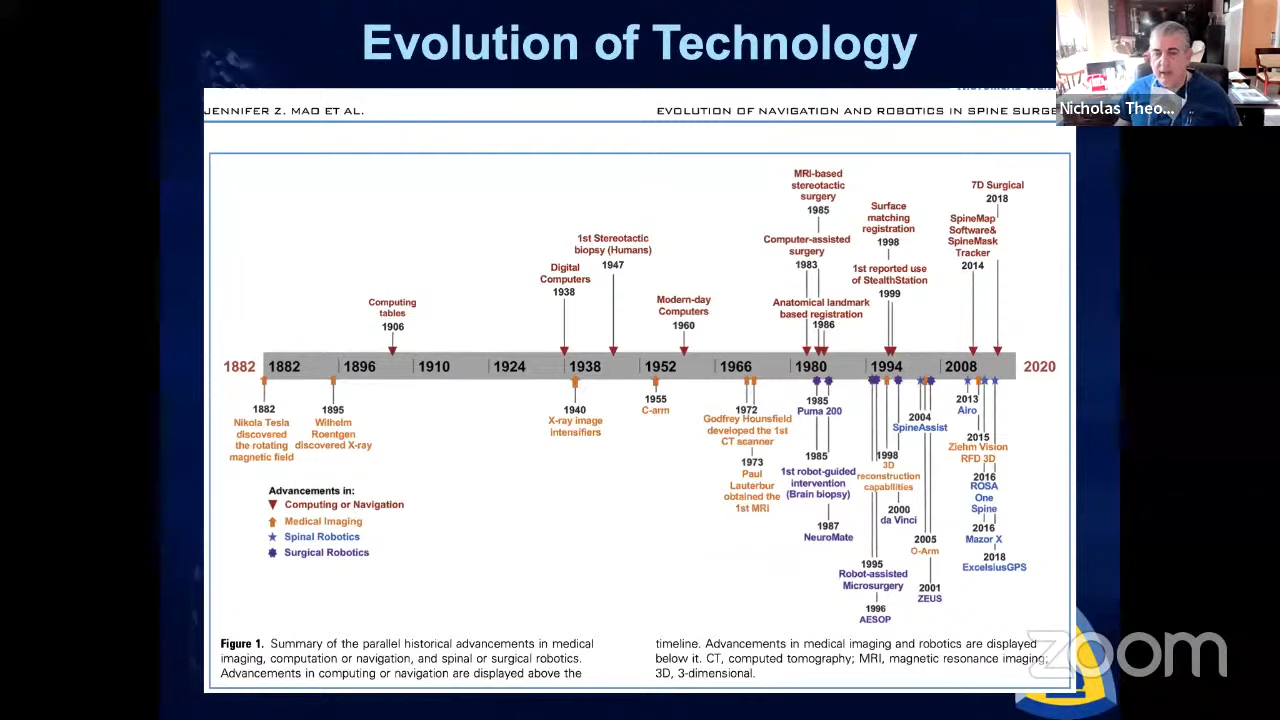 Evolution of Technology
Nicholas Theo...
JENNIFER Z. MAO ET AL.
EVOLUTION OF NAVIGATION AND ROBOTICS IN SPINE SURGE
MRI-based
stereotactic
surgery
1985
7D Surgical
2018
Surface
matching
registration
1998
SpineMap
Software&
SpineMask
Tracker
2014
1st Stereotactic
biopsy (Humans)
1947
Computer-assisted
surgery
1983
Digital
Computers
1938
1st reported use
of StealthStation
1999
Computing
tables
1906
Modern-day
Computers
1960
Anatomical landmark
based registration
1986
1882 1882 1896 1910 1924 1938 1952 1966 1980 1994 2008 2020
1882
Nikola Tesla
discovered
the rotating
magnetic field
1895
Wilhelm
Roentgen
discovered X-ray
1940
X-ray image
intensifiers
1955
C-arm
1972
Godfrey Hounsfield
developed the 1st
CT scanner
1973
Paul
Lauterbur
obtained the
1st MRI
1985
Puma 200
1985
1st robot-guided
intervention
(Brain biopsy)
1987
NeuroMate
1995
Robot-assisted
Microsurgery
1996
AESOP
1998
3D
reconstruction
capabilities
2000
da Vinci
2004
SpineAssist
2005
O-Arm
2001
ZEUS
2013
Airo
2015
Ziehm Vision
RFD 3D
2016
ROSA
One
Spine
2016
Mazor X
2018
ExcelsiusGPS
Advancements in:
Computing or Navigation
Medical Imaging
Spinal Robotics
Surgical Robotics
Figure 1. Summary of the parallel historical advancements in medical
imaging, computation or navigation, and spinal or surgical robotics.
Advancements in computing or navigation are displayed above the
timeline. Advancements in medical imaging and robotics are displayed
below it. CT, computed tomography; MRI, magnetic resonance imaging;
3D, 3-dimensional.
zoom